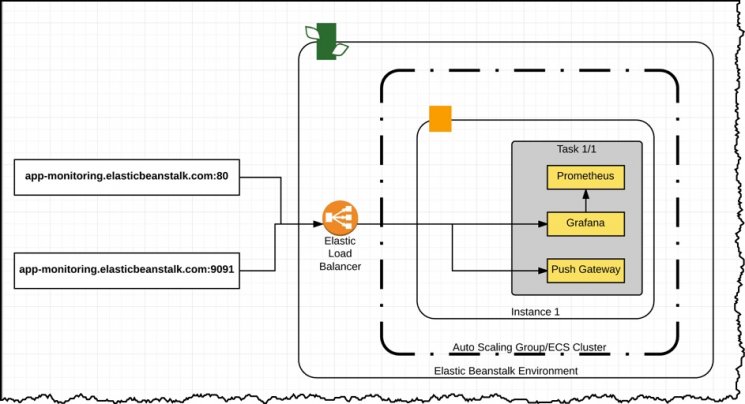 Task 1/1
Prometheus
app-monitoring.elasticbeanstalk.com:80
Grafana
Elastic
Load
Balancer
app-monitoring.elasticbeanstalk.com:9091
Push Gateway
Instance 1
Auto Scaling Group/ECS Cluster
Elastic Beanstalk Environment